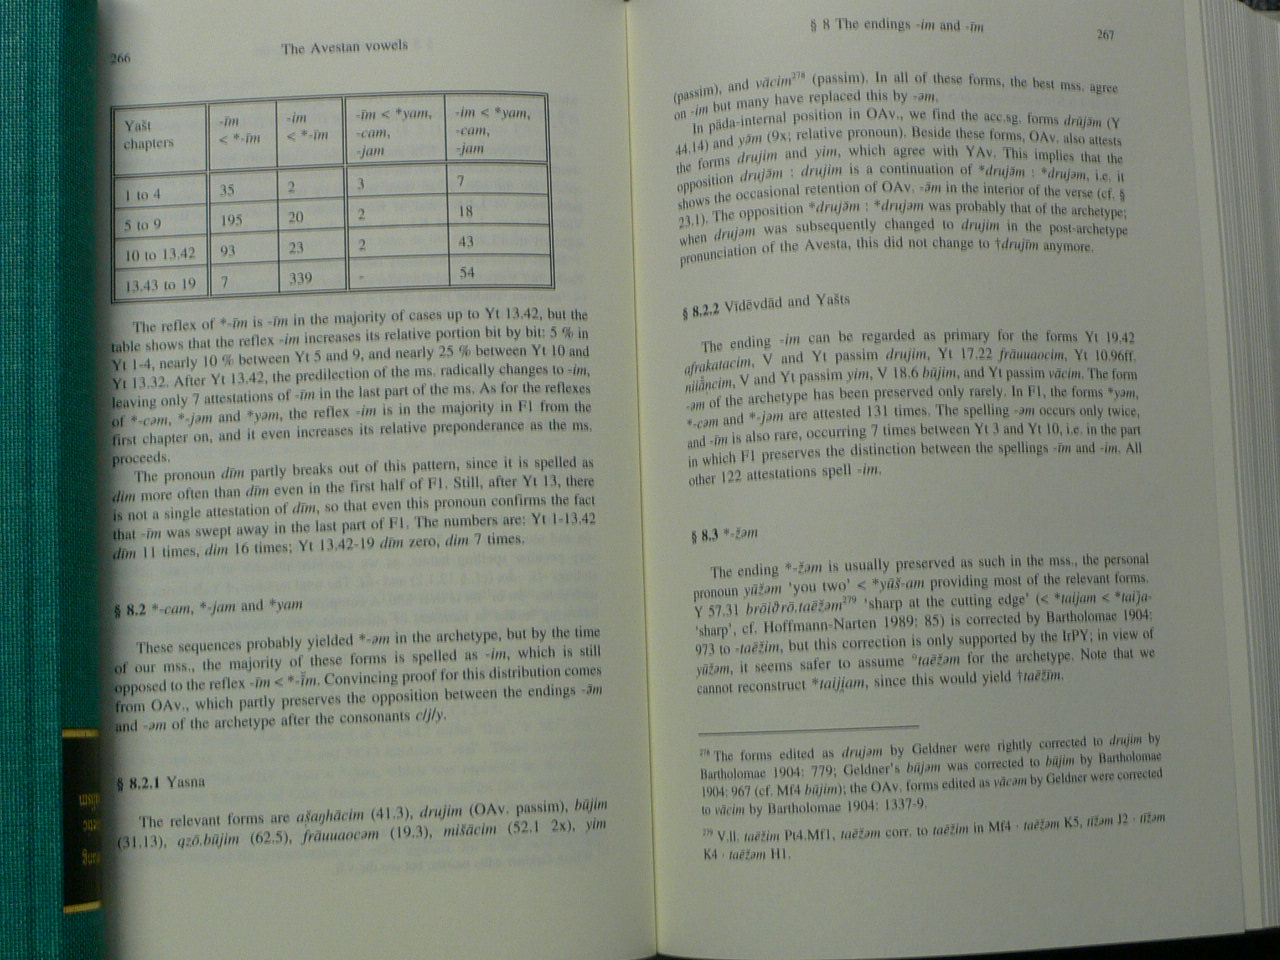 266
The Avestan vowels
Yašt chapters | -īm < *-īm | -im < *-īm | -īm < *yam, -cam, -jam | -im < *yam, -cam, -jam
1 to 4 | 35 | 2 | 3 | 7
5 to 9 | 195 | 20 | 2 | 18
10 to 13.42 | 93 | 23 | 2 | 43
13.43 to 19 | 7 | 339 | - | 54
The reflex of *-īm is -īm in the majority of cases up to Yt 13.42, but the
table shows that the reflex -im increases its relative portion bit by bit: 5 % in
Yt 1-4, nearly 10 % between Yt 5 and 9, and nearly 25 % between Yt 10 and
Yt 13.32. After Yt 13.42, the predilection of the ms. radically changes to -im,
leaving only 7 attestations of -īm in the last part of the ms. As for the reflexes
of *-cəm, *-jəm and *yəm, the reflex -im is in the majority in F1 from the
first chapter on, and it even increases its relative preponderance as the ms.
proceeds.
The pronoun dīm partly breaks out of this pattern, since it is spelled as
dim more often than dīm even in the first half of F1. Still, after Yt 13, there
is not a single attestation of dīm, so that even this pronoun confirms the fact
that -īm was swept away in the last part of F1. The numbers are: Yt 1-13.42
dīm 11 times, dim 16 times; Yt 13.42-19 dīm zero, dim 7 times.
§ 8.2 *-cam, *-jam and *yam
These sequences probably yielded *-əm in the archetype, but by the time
of our mss., the majority of these forms is spelled as -im, which is still
opposed to the reflex -īm < *-ĭ̄m. Convincing proof for this distribution comes
from OAv., which partly preserves the opposition between the endings -ə̄m
and -əm of the archetype after the consonants c/j/y.
§ 8.2.1 Yasna
The relevant forms are aṣ̌aŋhācim (41.3), drujim (OAv. passim), būjim
(31.13), qzō.būjim (62.5), frāuuaocəm (19.3), mišācim (52.1 2x), yim
§ 8 The endings -im and -īm
267
(passim), and vācim²⁷⁸ (passim). In all of these forms, the best mss. agree
on -im but many have replaced this by -əm.
In pāda-internal position in OAv., we find the acc.sg. forms drujə̄m (Y
44.14) and yə̄m (9x; relative pronoun). Beside these forms, OAv. also attests
the forms drujim and yim, which agree with YAv. This implies that the
opposition drujə̄m : drujim is a continuation of *drujə̄m : *drujəm, i.e. it
shows the occasional retention of OAv. -ə̄m in the interior of the verse (cf. §
23.1). The opposition *drujə̄m : *drujəm was probably that of the archetype;
when drujəm was subsequently changed to drujim in the post-archetype
pronunciation of the Avesta, this did not change to †drujīm anymore.
§ 8.2.2 Vīdēvdād and Yašts
The ending -im can be regarded as primary for the forms Yt 19.42
afrakatacim, V and Yt passim drujim, Yt 17.22 frāuuaocim, Yt 10.96ff.
niiā̊ṇcim, V and Yt passim yim, V 18.6 būjim, and Yt passim vācim. The form
-əm of the archetype has been preserved only rarely. In F1, the forms *yəm,
*-cəm and *-jəm are attested 131 times. The spelling -əm occurs only twice,
and -īm is also rare, occurring 7 times between Yt 3 and Yt 10, i.e. in the part
in which F1 preserves the distinction between the spellings -īm and -im. All
other 122 attestations spell -im.
§ 8.3 *-žəm
The ending *-žəm is usually preserved as such in the mss., the personal
pronoun yūžəm 'you two' < *yūš-am providing most of the relevant forms.
Y 57.31 brōiθrō.taēžəm²⁷⁹ 'sharp at the cutting edge' (< *taijam < *taiǰa-
'sharp', cf. Hoffmann-Narten 1989: 85) is corrected by Bartholomae 1904:
973 to -taēžim, but this correction is only supported by the IrPY; in view of
yūžəm, it seems safer to assume °taēžəm for the archetype. Note that we
cannot reconstruct *taijjam, since this would yield †taēžīm.
²⁷⁸ The forms edited as drujəm by Geldner were rightly corrected to drujim by
Bartholomae 1904: 779; Geldner's būjəm was corrected to būjim by Bartholomae
1904: 967 (cf. Mf4 būjim); the OAv. forms edited as vācəm by Geldner were corrected
to vācim by Bartholomae 1904: 1337-9.
²⁷⁹ V.ll. taēžim Pt4.Mf1, taēžəm corr. to taēžim in Mf4 · taēžəm K5, tīžəm J2 · tīžəm
K4 · taēžəm H1.